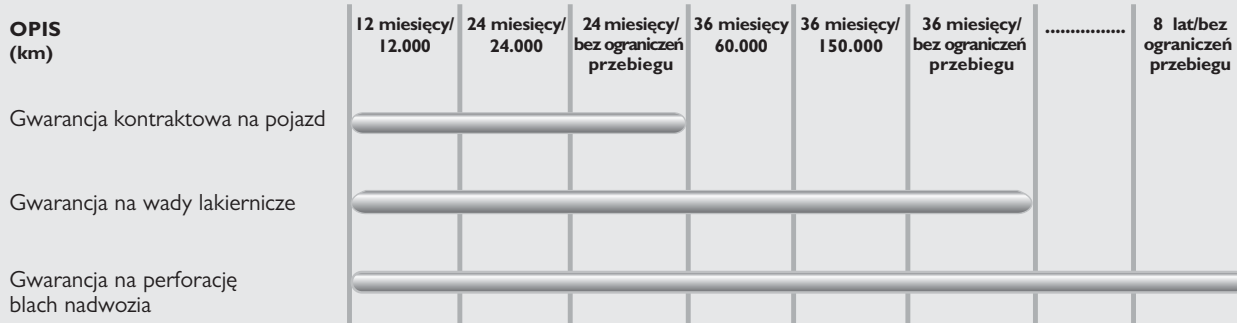 OPIS
(km)
12 miesięcy/
12.000
24 miesięcy/
24.000
24 miesięcy/
bez ograniczeń
przebiegu
36 miesięcy
60.000
36 miesięcy/
150.000
36 miesięcy/
bez ograniczeń
przebiegu
................
8 lat/bez
ograniczeń
przebiegu
Gwarancja kontraktowa na pojazd
Gwarancja na wady lakiernicze
Gwarancja na perforację
blach nadwozia